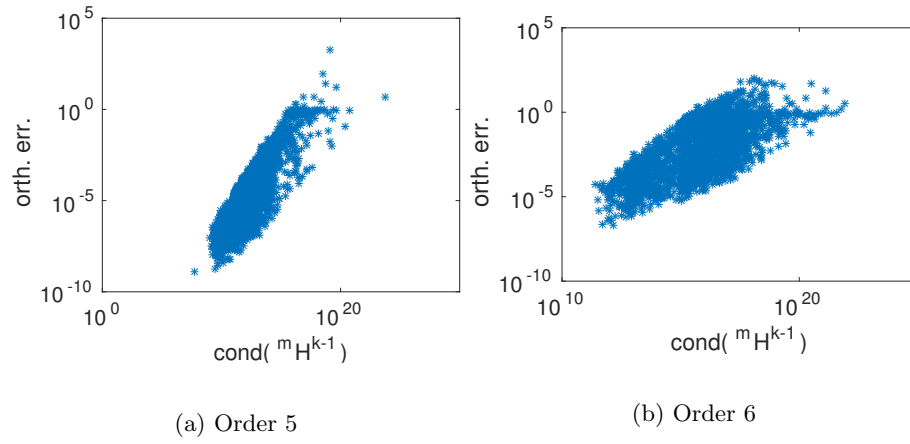 10^5
10^0
10^-5
10^-10
orth. err.
10^0
10^20
cond( ^m H^k-1)
(a) Order 5
10^5
10^0
10^-5
10^-10
orth. err.
10^10
10^20
cond( ^m H^k-1)
(b) Order 6